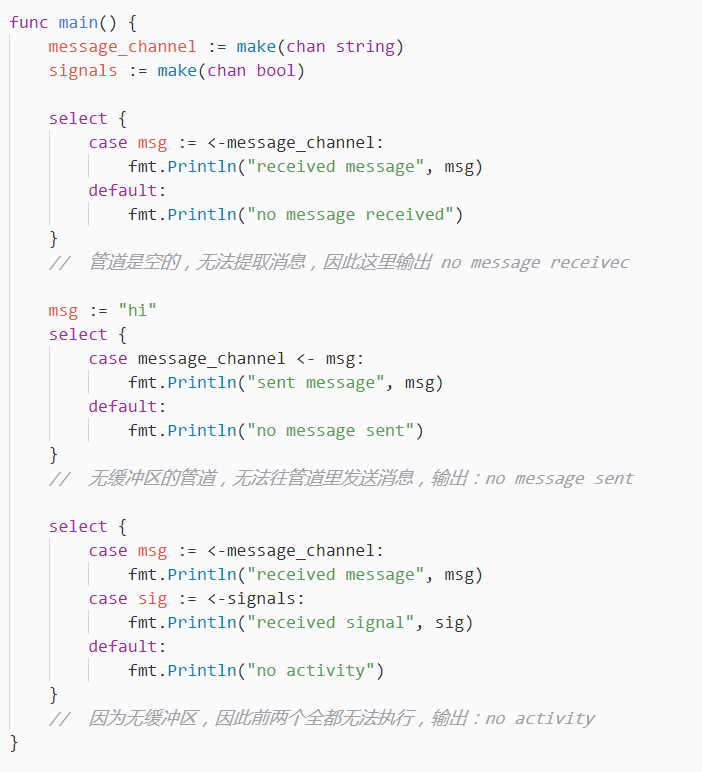 func main() {
    message_channel := make(chan string)
    signals := make(chan bool)

    select {
        case msg := <-message_channel:
            fmt.Println("received message", msg)
        default:
            fmt.Println("no message received")
    }
    //  管道是空的，无法提取消息，因此这里输出 no message receivec

    msg := "hi"
    select {
        case message_channel <- msg:
            fmt.Println("sent message", msg)
        default:
            fmt.Println("no message sent")
    }
    //  无缓冲区的管道，无法往管道里发送消息，输出：no message sent

    select {
        case msg := <-message_channel:
            fmt.Println("received message", msg)
        case sig := <-signals:
            fmt.Println("received signal", sig)
        default:
            fmt.Println("no activity")
    }
    //  因为无缓冲区，因此前两个全都无法执行，输出：no activity
}